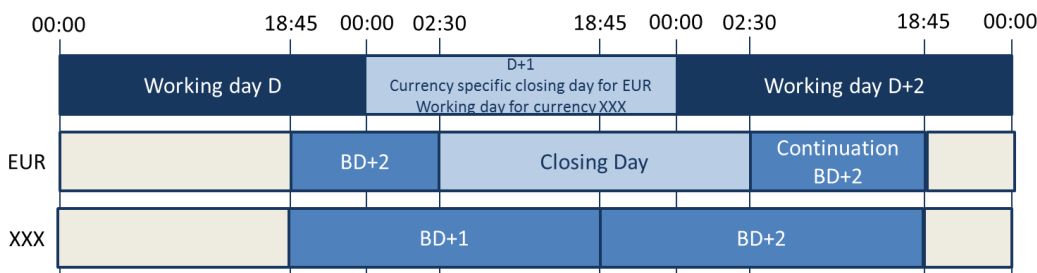 00:00 18:45 00:00 02:30 18:45 00:00 02:30 18:45 00:00
Working day D
D+1
Currency specific closing day for EUR
Working day for currency XXX
Working day D+2
EUR
BD+2
Closing Day
Continuation
BD+2
XXX
BD+1
BD+2